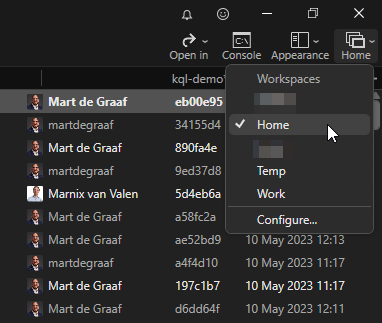 Open in
Console
Appearance
Home
kql-demo
Workspaces
Home
Temp
Work
Configure...
Mart de Graaf eb00e95
martdegraaf 34155d4
Mart de Graaf 890fa4e
martdegraaf 9ed37d8
Marnix van Valen 5d4eb6a
Mart de Graaf a58fc2a
Mart de Graaf ae52bd9 10 May 2023 12:13
martdegraaf a4f4d10 10 May 2023 11:17
Mart de Graaf 197c1b7 10 May 2023 11:17
Mart de Graaf d6dd64f 10 May 2023 12:11